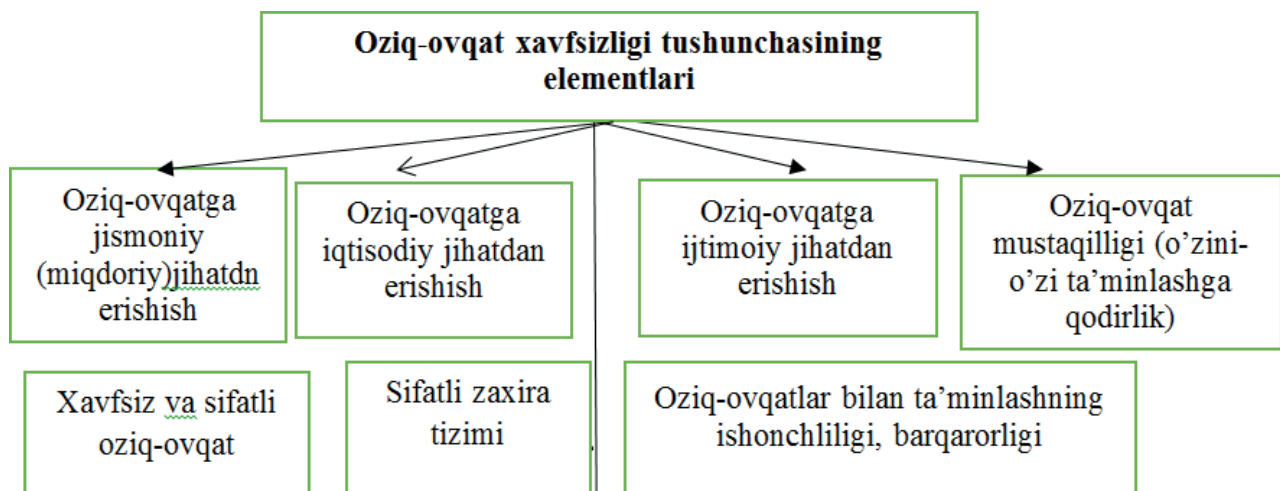 Oziq-ovqat xavfsizligi tushunchasining
elementlari
Oziq-ovqatga
jismoniy
(miqdoriy)jihatdn
erishish
Oziq-ovqatga
iqtisodiy jihatdan
erishish
Oziq-ovqatga
ijtimoiy jihatdan
erishish
Oziq-ovqat
mustaqilligi (o’zini-
o’zi ta’minlashga
qodirlik)
Xavfsiz va sifatli
oziq-ovqat
Sifatli zaxira
tizimi
Oziq-ovqatlar bilan ta’minlashning
ishonchliligi, barqarorligi